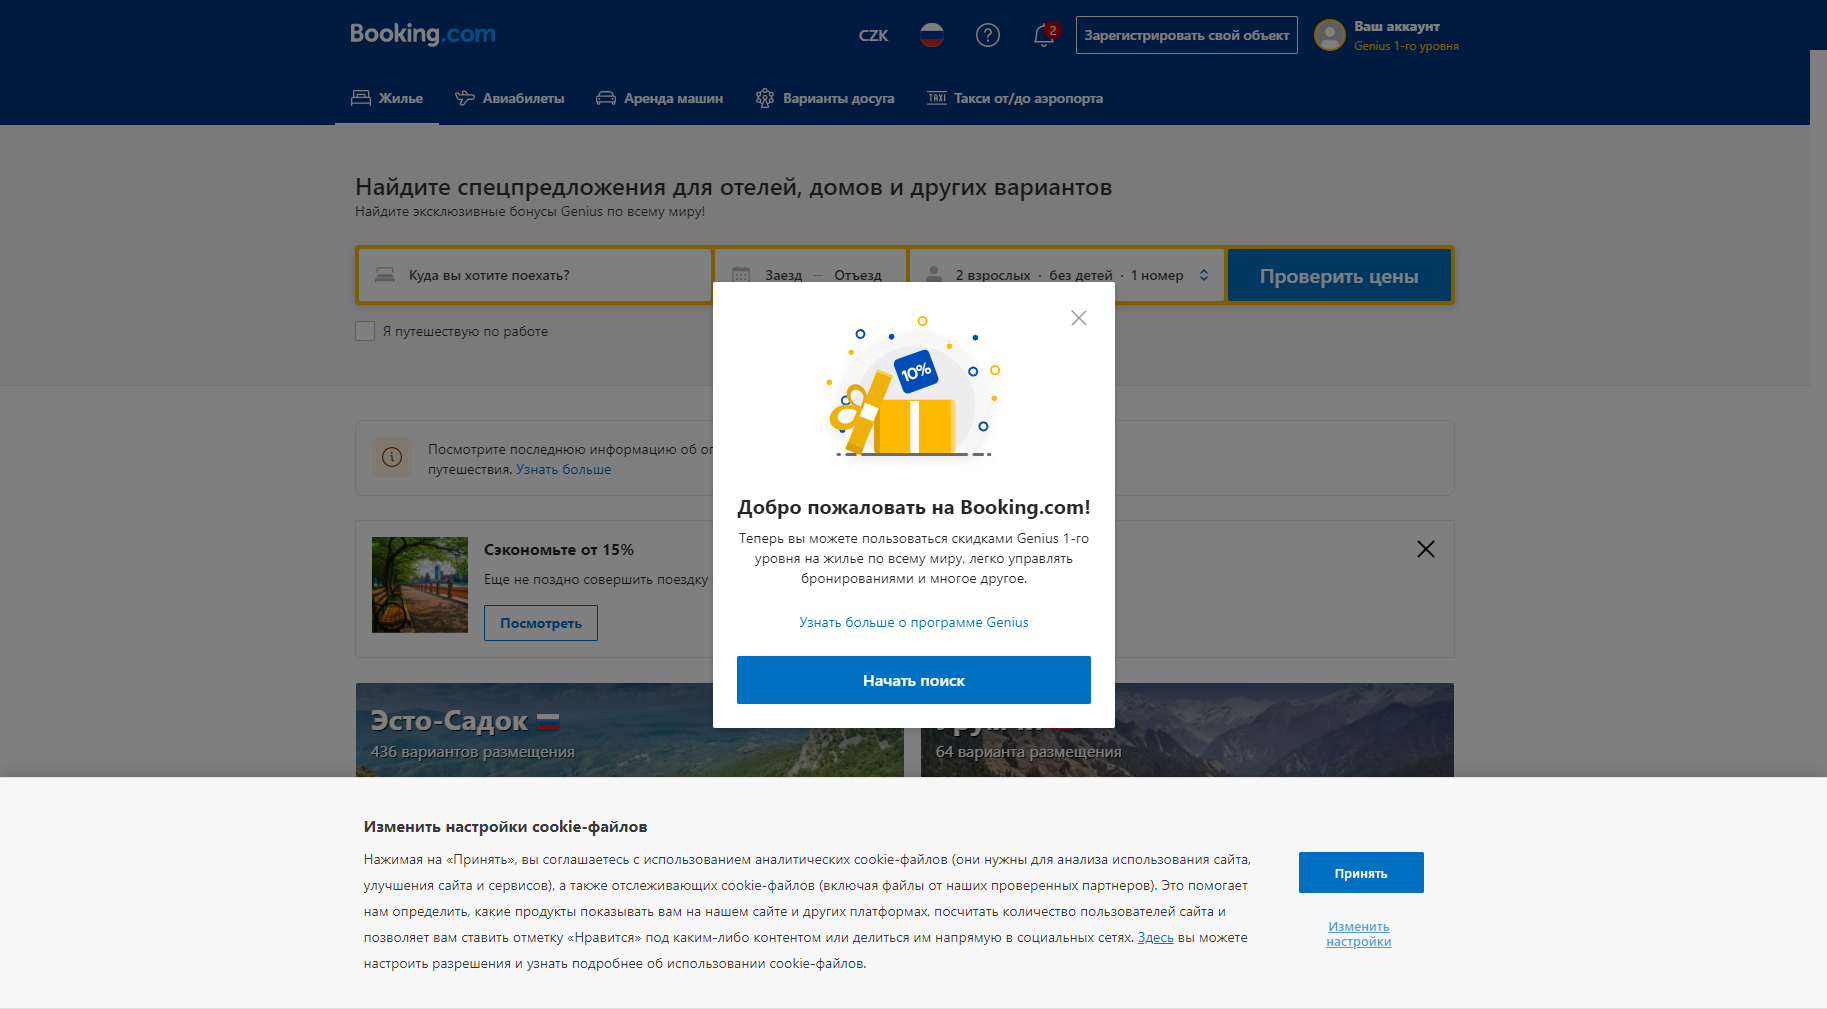 Booking.com
CZK
2
Зарегистрировать свой объект
Ваш аккаунт
Genius 1-го уровня
Жилье
Авиабилеты
Аренда машин
Варианты досуга
TAXI Такси от/до аэропорта
Найдите спецпредложения для отелей, домов и других вариантов
Найдите эксклюзивные бонусы Genius по всему миру!
Куда вы хотите поехать?
Заезд — Отъезд
2 взрослых · без детей · 1 номер
Проверить цены
Я путешествую по работе
10%
Добро пожаловать на Booking.com!
Теперь вы можете пользоваться скидками Genius 1-го
уровня на жилье по всему миру, легко управлять
бронированиями и многое другое.
Узнать больше о программе Genius
Начать поиск
Посмотрите последнюю информацию об
путешествия. Узнать больше
Сэкономьте от 15%
Еще не поздно совершить поездку
Посмотреть
Эсто-Садок
436 вариантов размещения
64 варианта размещения
Изменить настройки cookie-файлов
Нажимая на «Принять», вы соглашаетесь с использованием аналитических cookie-файлов (они нужны для анализа использования сайта,
улучшения сайта и сервисов), а также отслеживающих cookie-файлов (включая файлы от наших проверенных партнеров). Это помогает
нам определить, какие продукты показывать вам на нашем сайте и других платформах, посчитать количество пользователей сайта и
позволяет вам ставить отметку «Нравится» под каким-либо контентом или делиться им напрямую в социальных сетях. Здесь вы можете
настроить разрешения и узнать подробнее об использовании cookie-файлов.
Принять
Изменить
настройки